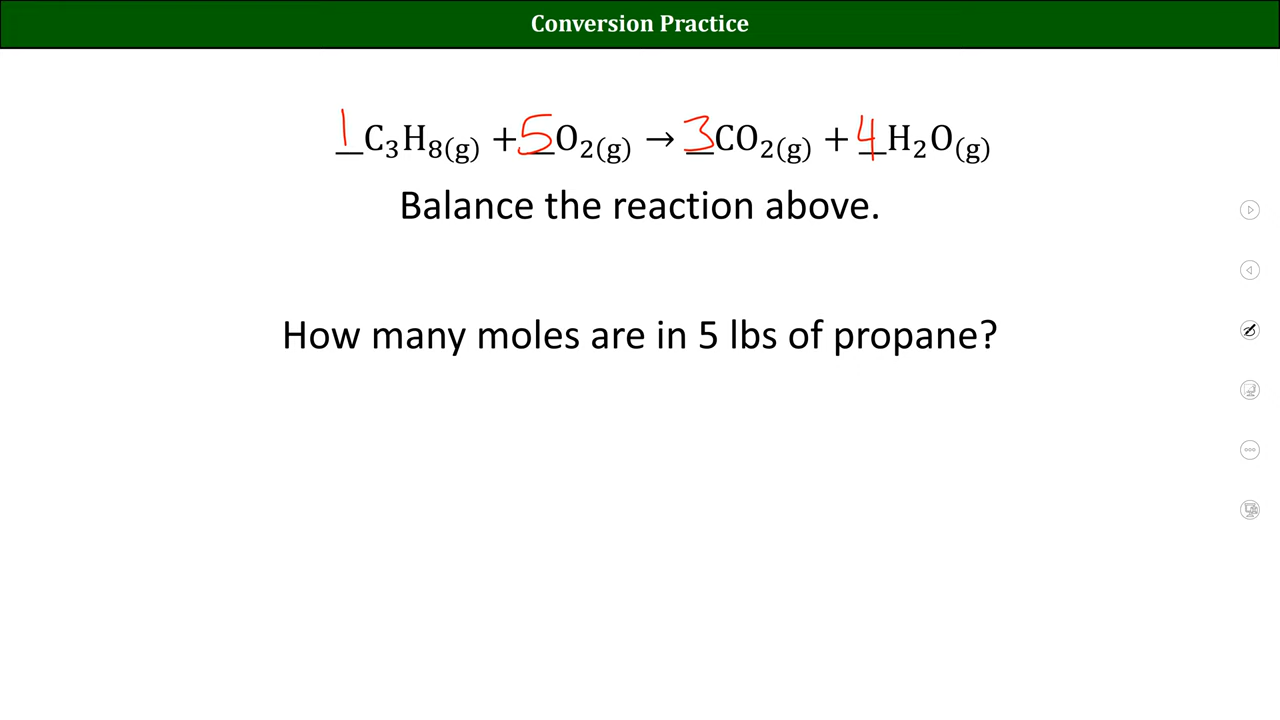 Conversion Practice
1C₃H₈(g) + 5O₂(g) → 3CO₂(g) + 4H₂O(g)
Balance the reaction above.
How many moles are in 5 lbs of propane?